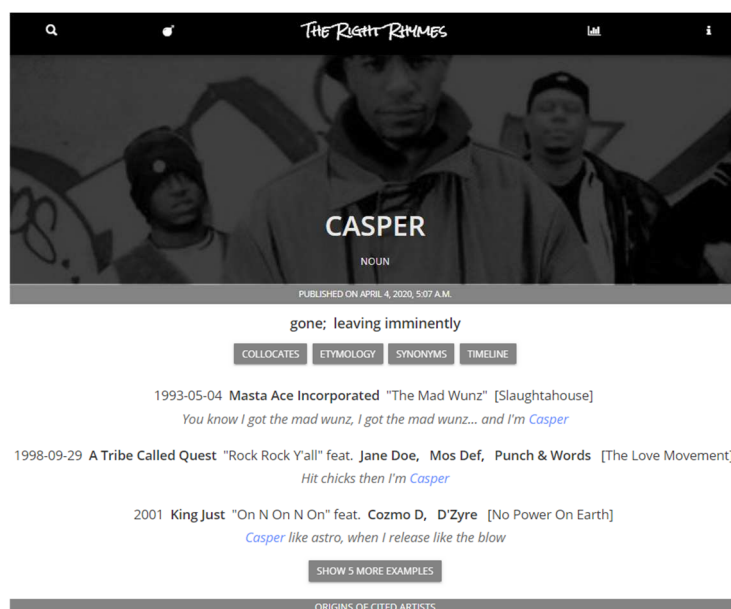 THE RIGHT RHYMES
CASPER
NOUN
PUBLISHED ON APRIL 4, 2020, 5:07 A.M.
gone; leaving imminently
COLLOCATES ETYMOLOGY SYNONYMS TIMELINE
1993-05-04 Masta Ace Incorporated "The Mad Wunz" [Slaughtahouse]
You know I got the mad wunz, I got the mad wunz... and I'm Casper
1998-09-29 A Tribe Called Quest "Rock Rock Y'all" feat. Jane Doe, Mos Def, Punch & Words [The Love Movement]
Hit chicks then I'm Casper
2001 King Just "On N On N On" feat. Cozmo D, D'Zyre [No Power On Earth]
Casper like astro, when I release like the blow
SHOW 5 MORE EXAMPLES
ORIGINS OF CITED ARTISTS